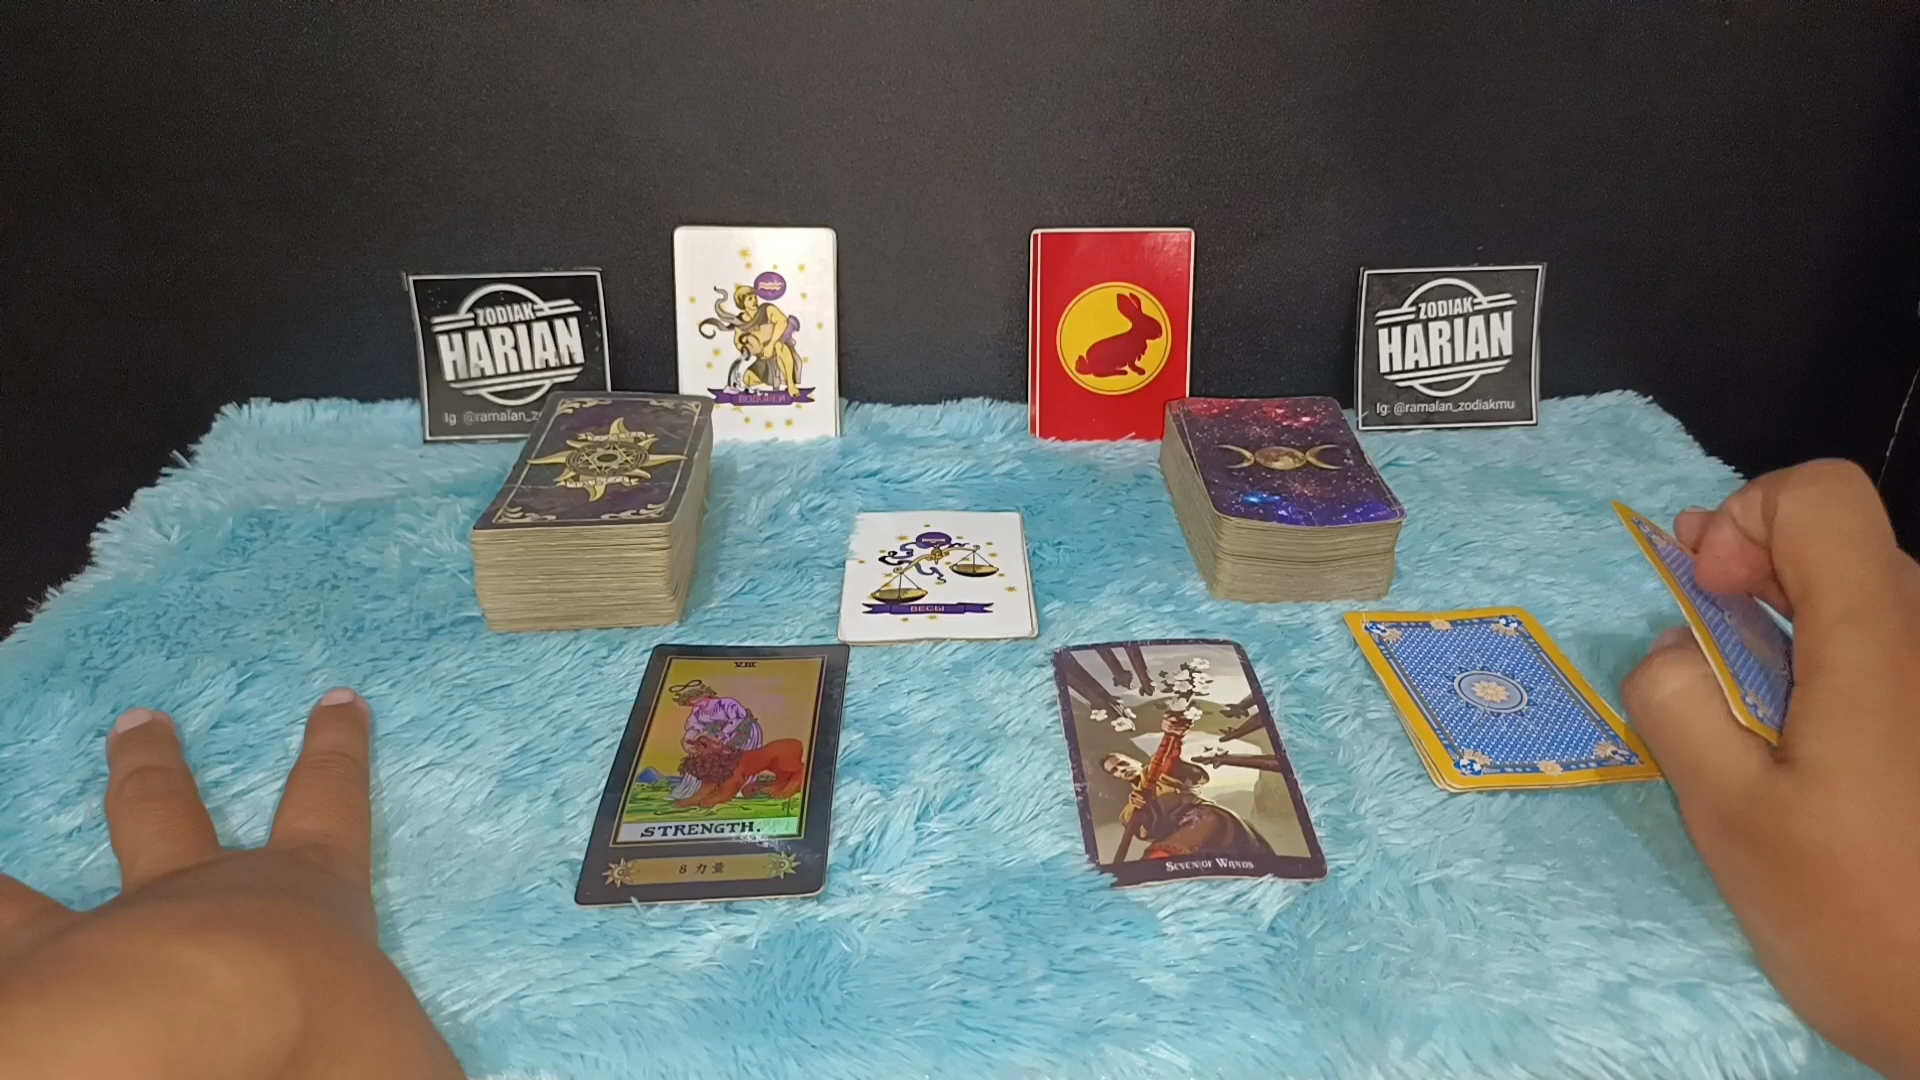 ZODIAK
HARIAN
Ig: @ramalan_z
ВОДОЛЕЙ
ZODIAK
HARIAN
Ig: @ramalan_zodiakmu
ВЕСЫ
VIII
STRENGTH.
8 力量
SEVEN OF WANDS